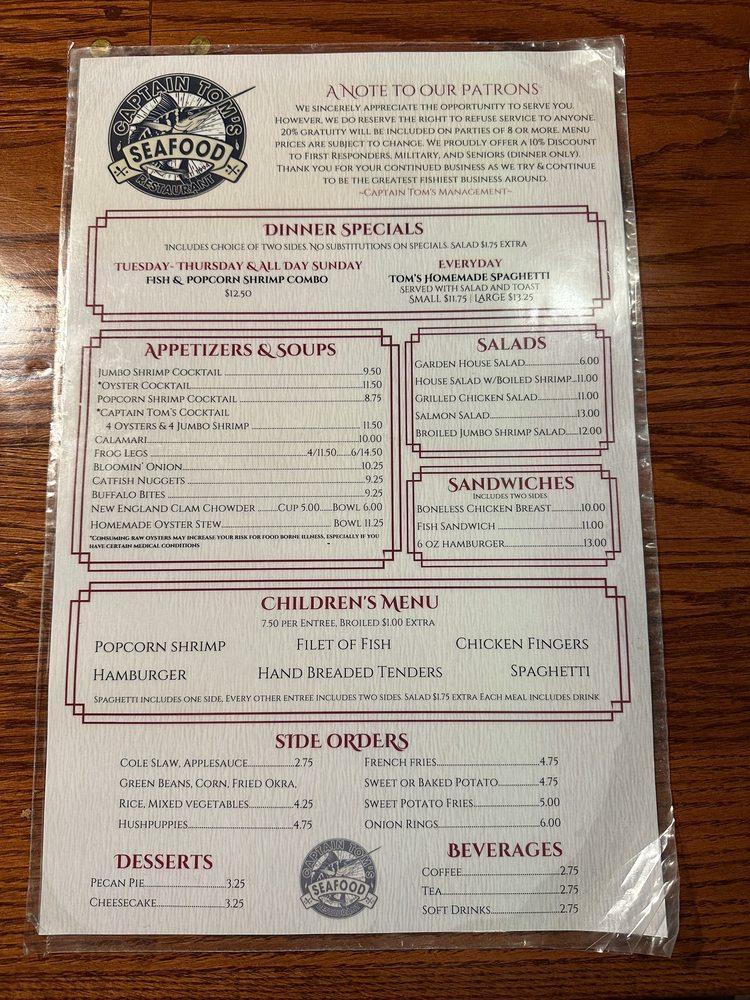 CAPTAIN TOM'S
SEAFOOD
RESTAURANT
A NOTE TO OUR PATRONS
WE SINCERELY APPRECIATE THE OPPORTUNITY TO SERVE YOU.
HOWEVER, WE DO RESERVE THE RIGHT TO REFUSE SERVICE TO ANYONE.
20% GRATUITY WILL BE INCLUDED ON PARTIES OF 8 OR MORE. MENU
PRICES ARE SUBJECT TO CHANGE. WE PROUDLY OFFER A 10% DISCOUNT
TO FIRST RESPONDERS, MILITARY, AND SENIORS (DINNER ONLY).
THANK YOU FOR YOUR CONTINUED BUSINESS AS WE TRY & CONTINUE
TO BE THE GREATEST FISHIEST BUSINESS AROUND.
~CAPTAIN TOM'S MANAGEMENT~
DINNER SPECIALS
INCLUDES CHOICE OF TWO SIDES. NO SUBSTITUTIONS ON SPECIALS. SALAD $1.75 EXTRA
TUESDAY- THURSDAY & ALL DAY SUNDAY
FISH & POPCORN SHRIMP COMBO
$12.50
EVERYDAY
TOM'S HOMEMADE SPAGHETTI
SERVED WITH SALAD AND TOAST
SMALL $11.75 | LARGE $13.25
APPETIZERS & SOUPS
JUMBO SHRIMP COCKTAIL 9.50
*OYSTER COCKTAIL 11.50
POPCORN SHRIMP COCKTAIL 8.75
*CAPTAIN TOM'S COCKTAIL
4 OYSTERS & 4 JUMBO SHRIMP 11.50
CALAMARI 10.00
FROG LEGS 4/11.50 6/14.50
BLOOMIN' ONION 10.25
CATFISH NUGGETS 9.25
BUFFALO BITES 9.25
NEW ENGLAND CLAM CHOWDER CUP 5.00 BOWL 6.00
HOMEMADE OYSTER STEW BOWL 11.25
*CONSUMING RAW OYSTERS MAY INCREASE YOUR RISK FOR FOOD BORNE ILLNESS, ESPECIALLY IF YOU
HAVE CERTAIN MEDICAL CONDITIONS
SALADS
GARDEN HOUSE SALAD 6.00
HOUSE SALAD W/BOILED SHRIMP 11.00
GRILLED CHICKEN SALAD 11.00
SALMON SALAD 13.00
BROILED JUMBO SHRIMP SALAD 12.00
SANDWICHES
INCLUDES TWO SIDES
BONELESS CHICKEN BREAST 10.00
FISH SANDWICH 11.00
6 OZ HAMBURGER 13.00
CHILDREN'S MENU
7.50 PER ENTREE, BROILED $1.00 EXTRA
POPCORN SHRIMP FILET OF FISH CHICKEN FINGERS
HAMBURGER HAND BREADED TENDERS SPAGHETTI
SPAGHETTI INCLUDES ONE SIDE, EVERY OTHER ENTREE INCLUDES TWO SIDES. SALAD $1.75 EXTRA EACH MEAL INCLUDES DRINK
SIDE ORDERS
COLE SLAW, APPLESAUCE 2.75
GREEN BEANS, CORN, FRIED OKRA,
RICE, MIXED VEGETABLES 4.25
HUSHPUPPIES 4.75
FRENCH FRIES 4.75
SWEET OR BAKED POTATO 4.75
SWEET POTATO FRIES 5.00
ONION RINGS 6.00
DESSERTS
PECAN PIE 3.25
CHEESECAKE 3.25
CAPTAIN TOM'S
SEAFOOD
RESTAURANT
BEVERAGES
COFFEE 2.75
TEA 2.75
SOFT DRINKS 2.75